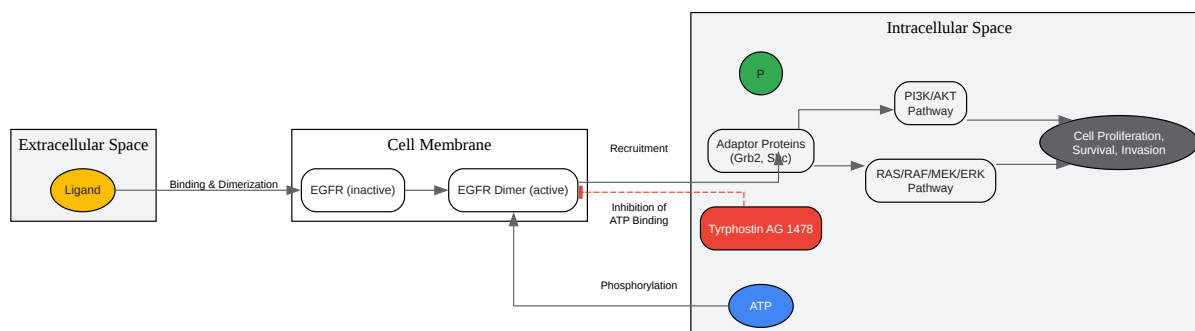 Extracellular Space
Ligand
Binding & Dimerization
Cell Membrane
EGFR (inactive)
EGFR Dimer (active)
Recruitment
Inhibition of
ATP Binding
Phosphorylation
Intracellular Space
P
Adaptor Proteins
(Grb2, Shc)
PI3K/AKT
Pathway
RAS/RAF/MEK/ERK
Pathway
Cell Proliferation,
Survival, Invasion
Tyrphostin AG 1478
ATP